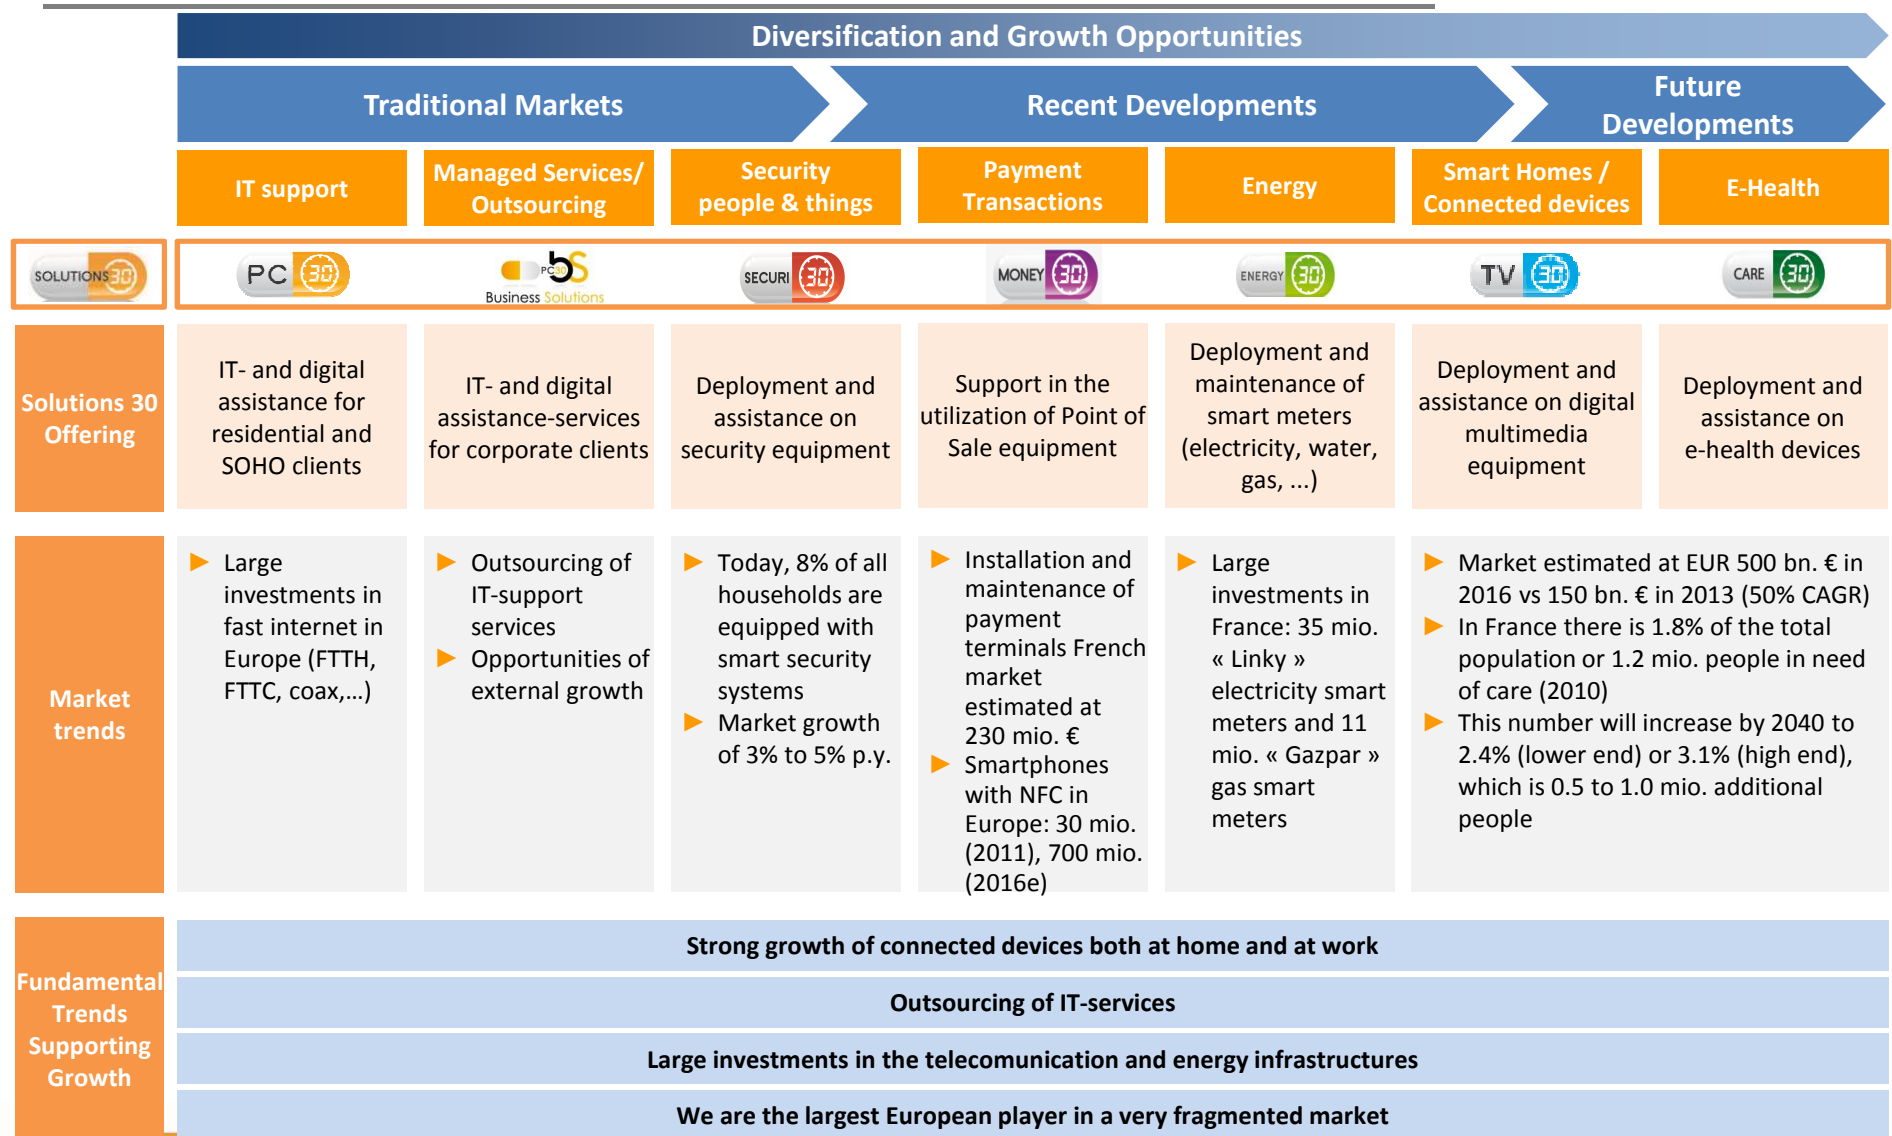 Diversification and Growth Opportunities
Traditional Markets
Recent Developments
Future
Developments
IT support
Managed Services/
Outsourcing
Security
people & things
Payment
Transactions
Energy
Smart Homes /
Connected devices
E-Health
SOLUTIONS 30
PC 30
PC30 bS
Business Solutions
SECURI 30
MONEY 30
ENERGY 30
TV 30
CARE 30
Solutions 30
Offering
IT- and digital
assistance for
residential and
SOHO clients
IT- and digital
assistance-services
for corporate clients
Deployment and
assistance on
security equipment
Support in the
utilization of Point of
Sale equipment
Deployment and
maintenance of
smart meters
(electricity, water,
gas, ...)
Deployment and
assistance on digital
multimedia
equipment
Deployment and
assistance on
e-health devices
Market
trends
► Large
investments in
fast internet in
Europe (FTTH,
FTTC, coax,...)
► Outsourcing of
IT-support
services
► Opportunities of
external growth
► Today, 8% of all
households are
equipped with
smart security
systems
► Market growth
of 3% to 5% p.y.
► Installation and
maintenance of
payment
terminals French
market
estimated at
230 mio. €
► Smartphones
with NFC in
Europe: 30 mio.
(2011), 700 mio.
(2016e)
► Large
investments in
France: 35 mio.
« Linky »
electricity smart
meters and 11
mio. « Gazpar »
gas smart
meters
► Market estimated at EUR 500 bn. € in
2016 vs 150 bn. € in 2013 (50% CAGR)
► In France there is 1.8% of the total
population or 1.2 mio. people in need
of care (2010)
► This number will increase by 2040 to
2.4% (lower end) or 3.1% (high end),
which is 0.5 to 1.0 mio. additional
people
Fundamental
Trends
Supporting
Growth
Strong growth of connected devices both at home and at work
Outsourcing of IT-services
Large investments in the telecomunication and energy infrastructures
We are the largest European player in a very fragmented market